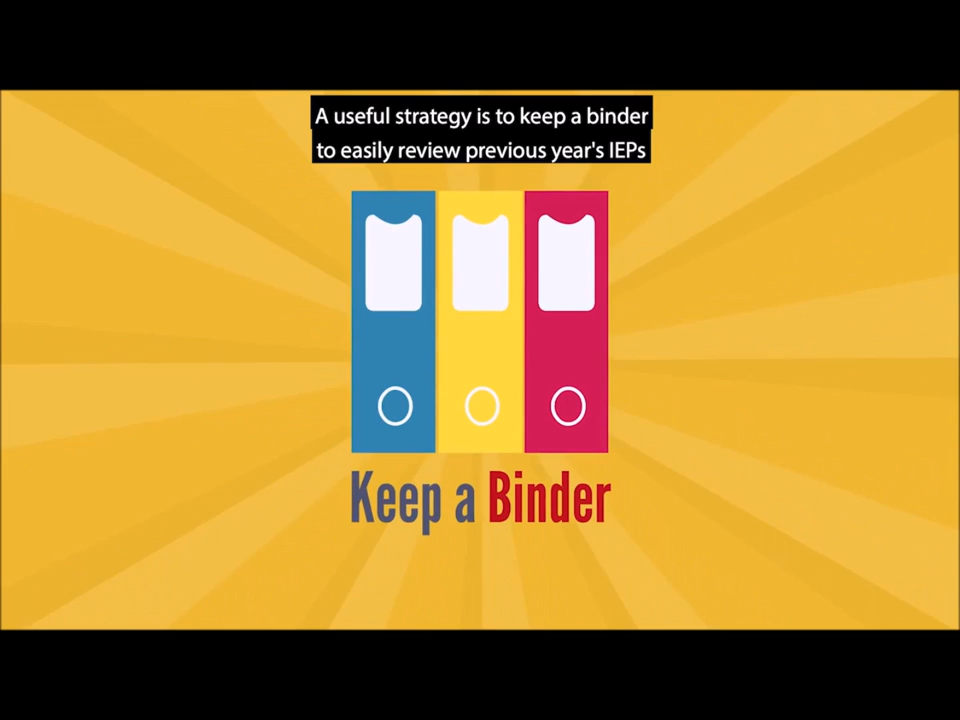 A useful strategy is to keep a binder
to easily review previous year's IEPs
Keep a Binder